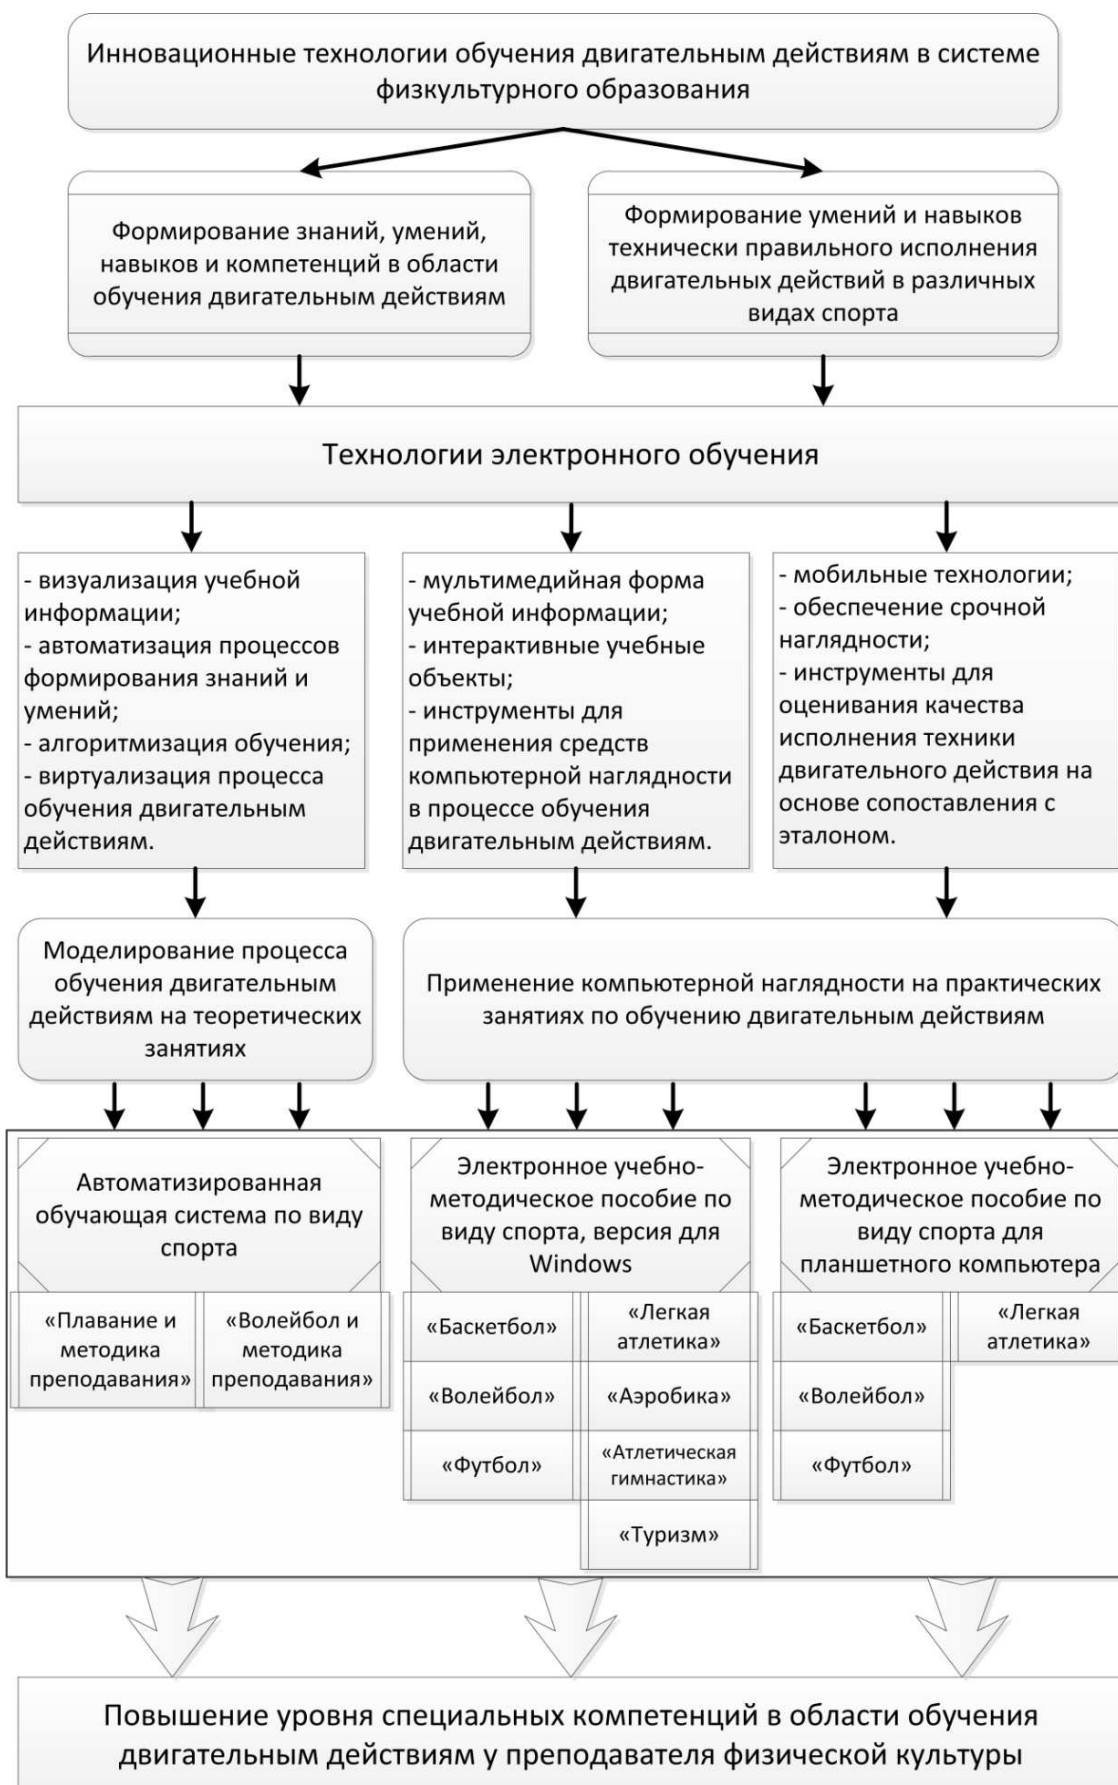 Инновационные технологии обучения двигательным действиям в системе
физкультурного образования
Формирование знаний, умений,
навыков и компетенций в области
обучения двигательным действиям
Формирование умений и навыков
технически правильного исполнения
двигательных действий в различных
видах спорта
Технологии электронного обучения
- визуализация учебной
информации;
- автоматизация процессов
формирования знаний и
умений;
- алгоритмизация обучения;
- виртуализация процесса
обучения двигательным
действиям.
- мультимедийная форма
учебной информации;
- интерактивные учебные
объекты;
- инструменты для
применения средств
компьютерной наглядности
в процессе обучения
двигательным действиям.
- мобильные технологии;
- обеспечение срочной
наглядности;
- инструменты для
оценивания качества
исполнения техники
двигательного действия на
основе сопоставления с
эталоном.
Моделирование процесса
обучения двигательным
действиям на теоретических
занятиях
Применение компьютерной наглядности на практических
занятиях по обучению двигательным действиям
Автоматизированная
обучающая система по виду
спорта
«Плавание и
методика
преподавания»
«Волейбол и
методика
преподавания»
Электронное учебно-
методическое пособие по
виду спорта, версия для
Windows
«Баскетбол»
«Волейбол»
«Футбол»
«Легкая
атлетика»
«Аэробика»
«Атлетическая
гимнастика»
«Туризм»
Электронное учебно-
методическое пособие по
виду спорта для
планшетного компьютера
«Баскетбол»
«Волейбол»
«Футбол»
«Легкая
атлетика»
Повышение уровня специальных компетенций в области обучения
двигательным действиям у преподавателя физической культуры